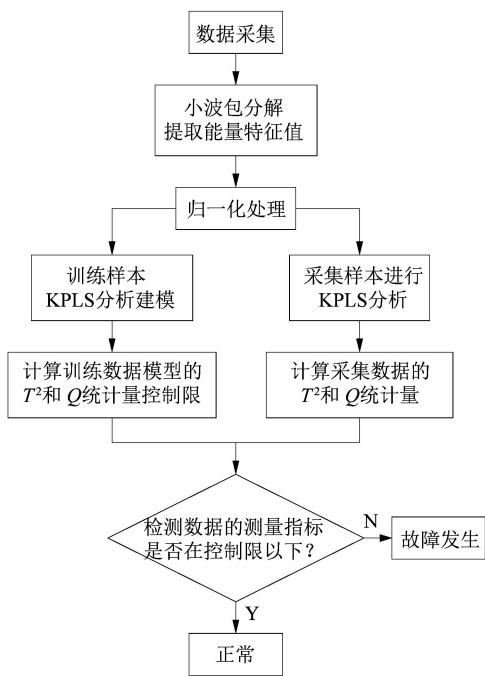 数据采集
小波包分解
提取能量特征值
归一化处理
训练样本
KPLS分析建模
采集样本进行
KPLS分析
计算训练数据模型的
T²和 Q统计量控制限
计算采集数据的
T²和 Q统计量
检测数据的测量指标
是否在控制限以下?
N
故障发生
Y
正常